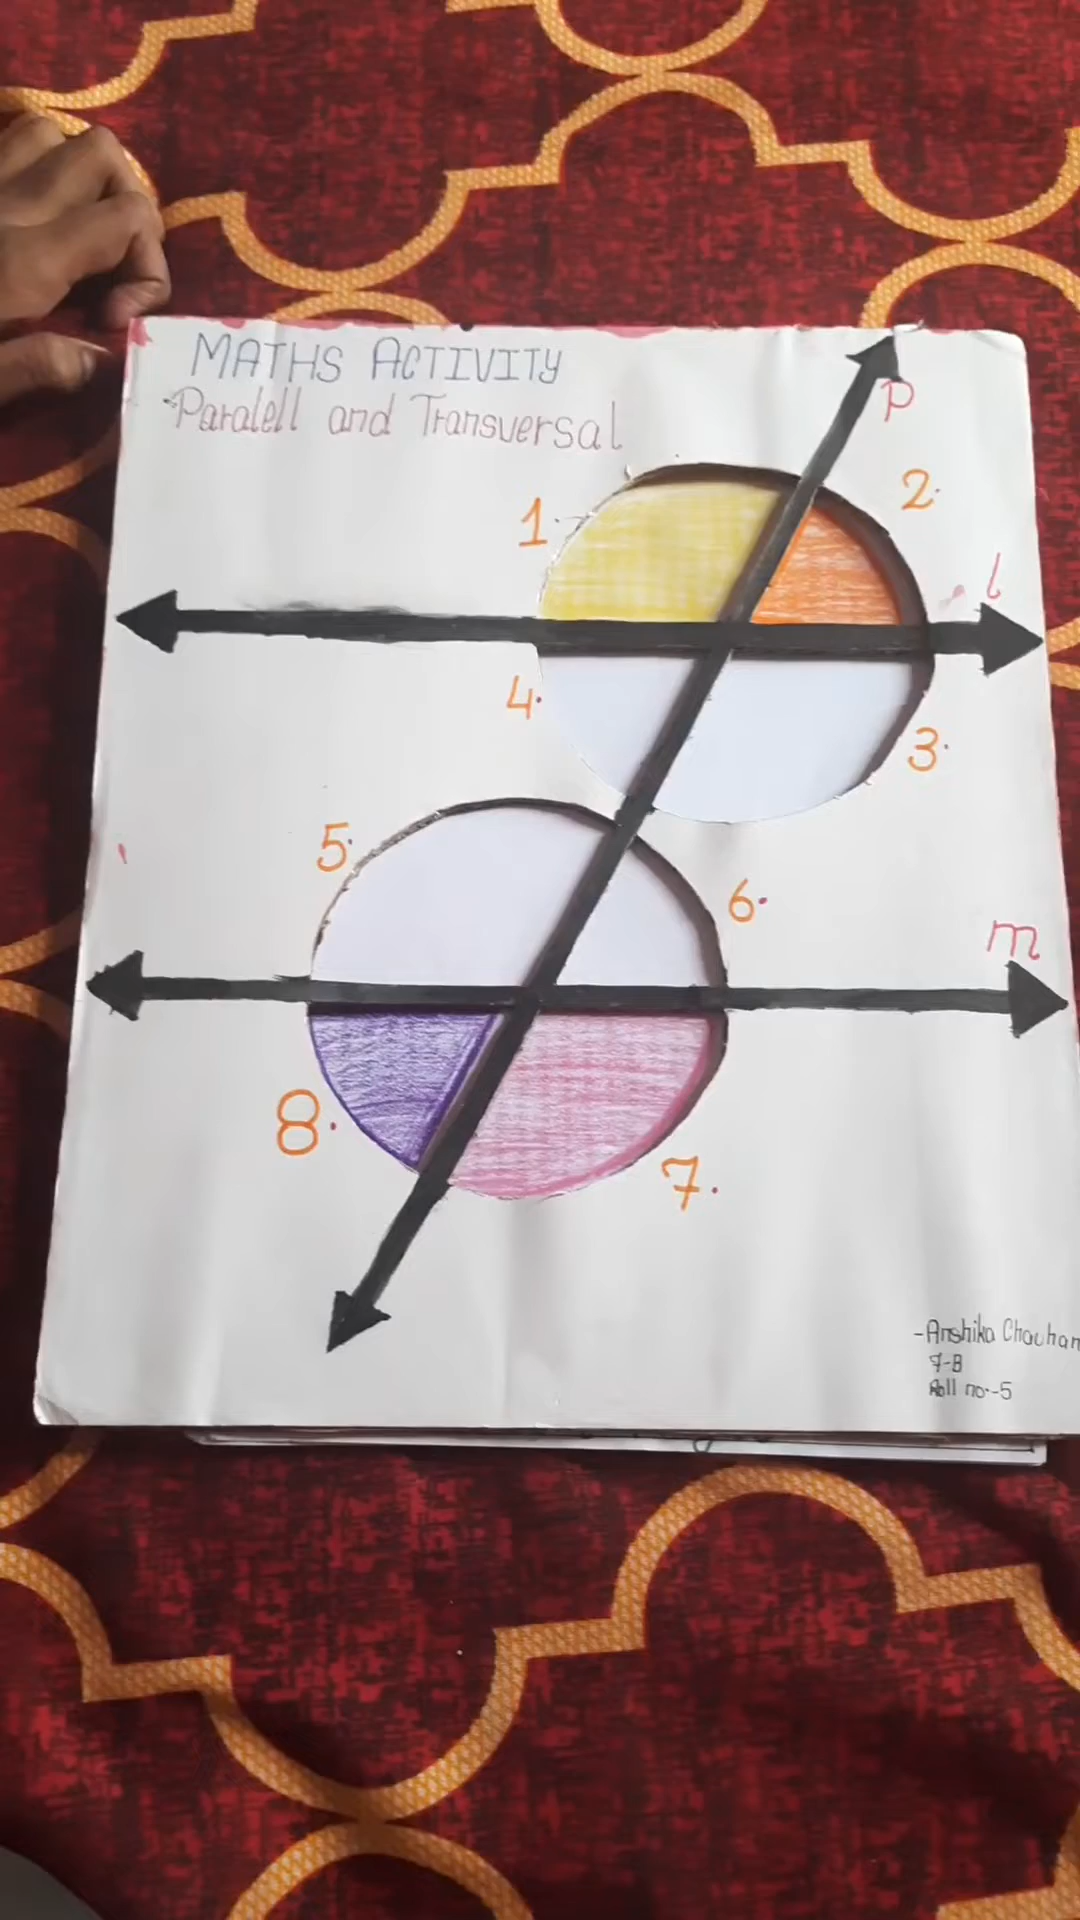 MATHS ACTIVITY
Paralell and Transversal
p
1.
2.
l
4.
3.
5.
6.
m
8.
7.
-Anshika Chauhan
7-B
Roll no.-5